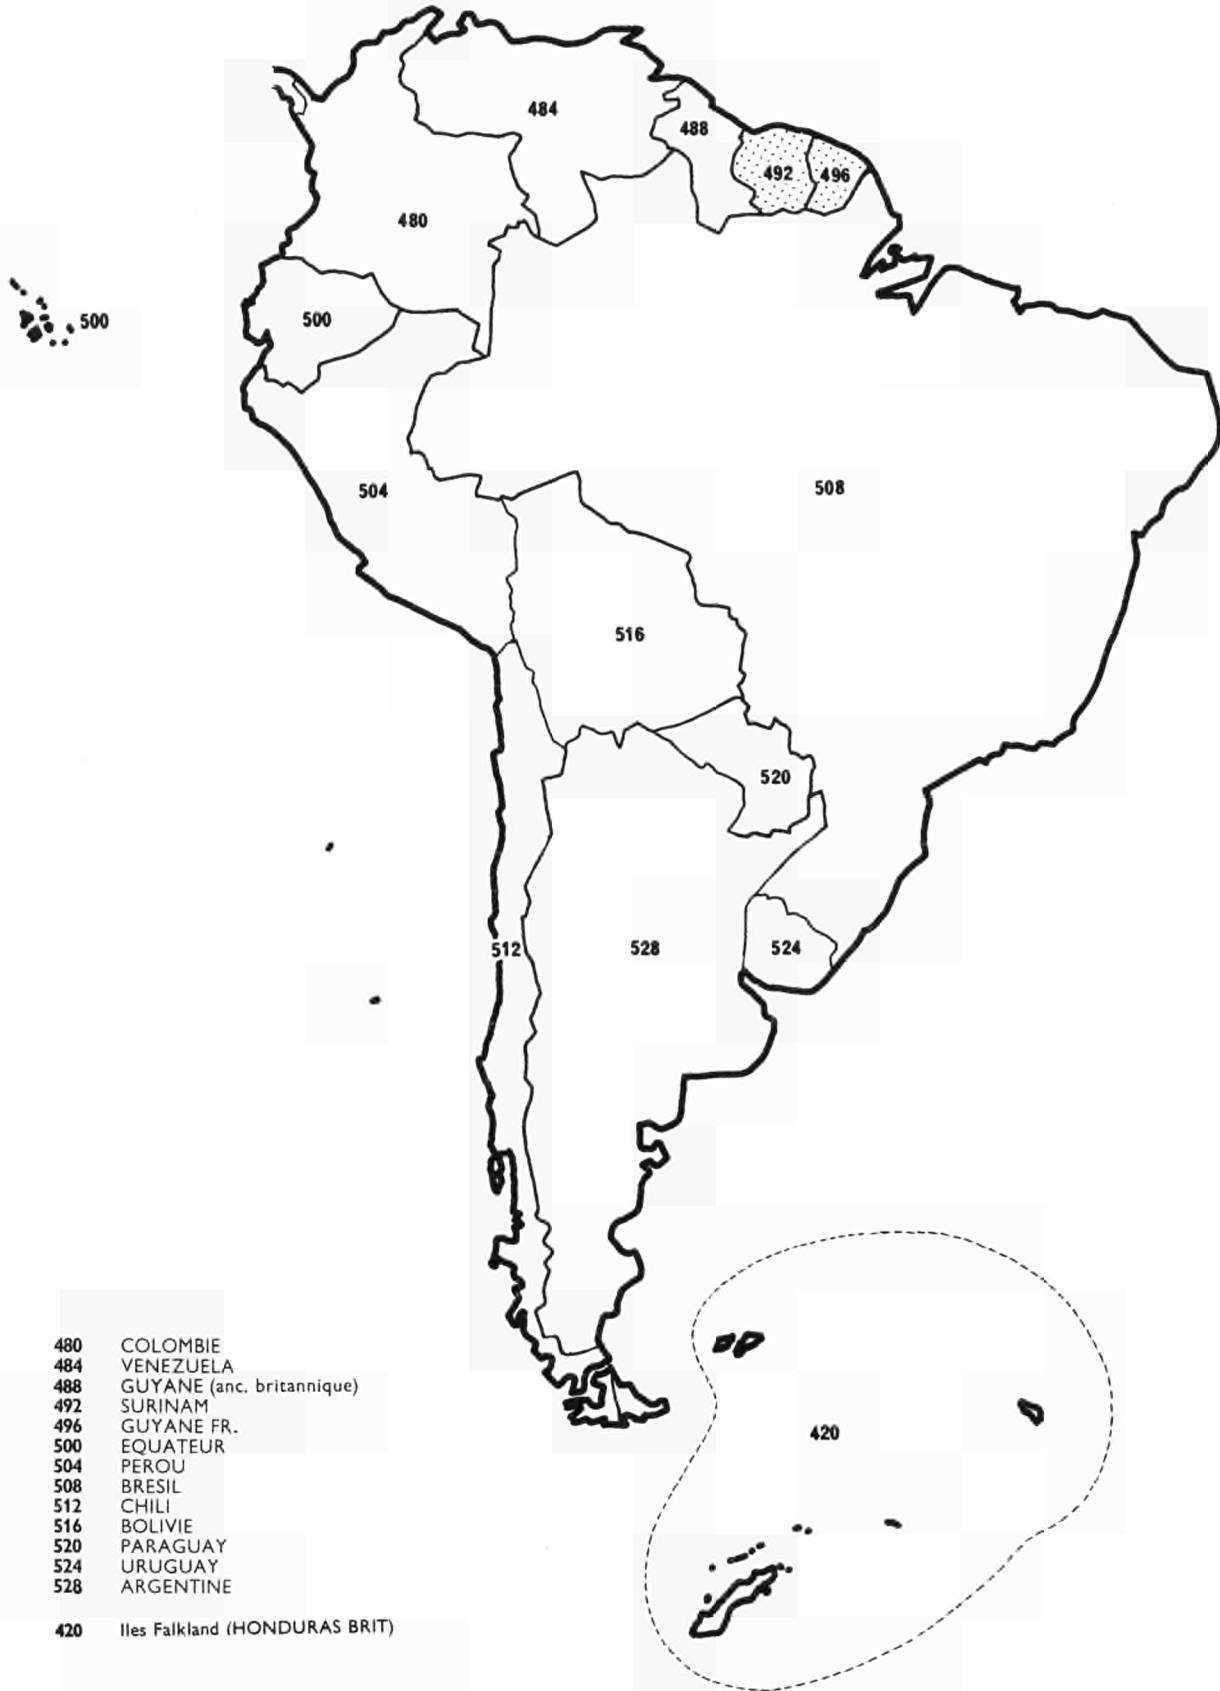 484
488
492 496
480
500 500
504
508
516
520
512 528 524
420
480 COLOMBIE
484 VENEZUELA
488 GUYANE (anc. britannique)
492 SURINAM
496 GUYANE FR.
500 EQUATEUR
504 PEROU
508 BRESIL
512 CHILI
516 BOLIVIE
520 PARAGUAY
524 URUGUAY
528 ARGENTINE
420 Iles Falkland (HONDURAS BRIT)